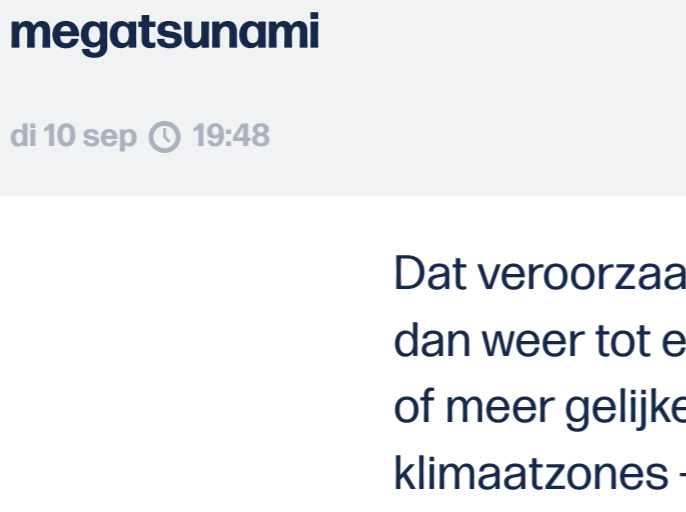 megatsunami
di 10 sep 19:48
Dat veroorzaa
dan weer tot e
of meer gelijke
klimaatzones -